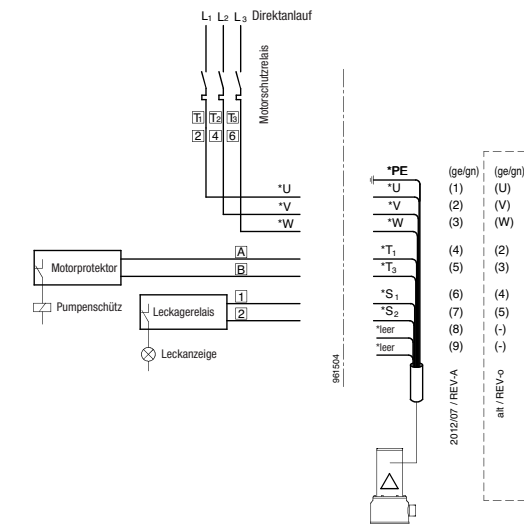 L1 L2 L3 Direktanlauf
Motorschutzrelais
T1 T2 T3
2 4 6
*PE (ge/gn) (ge/gn)
*U *U (1) (U)
*V *V (2) (V)
*W *W (3) (W)
A *T1 (4) (2)
Motorprotektor B *T3 (5) (3)
1 *S1 (6) (4)
Pumpenschütz Leckagerelais 2 *S2 (7) (5)
*leer (8) (-)
*leer (9) (-)
Leckanzeige
961504
2012/07 / REV-A
alt / REV-o